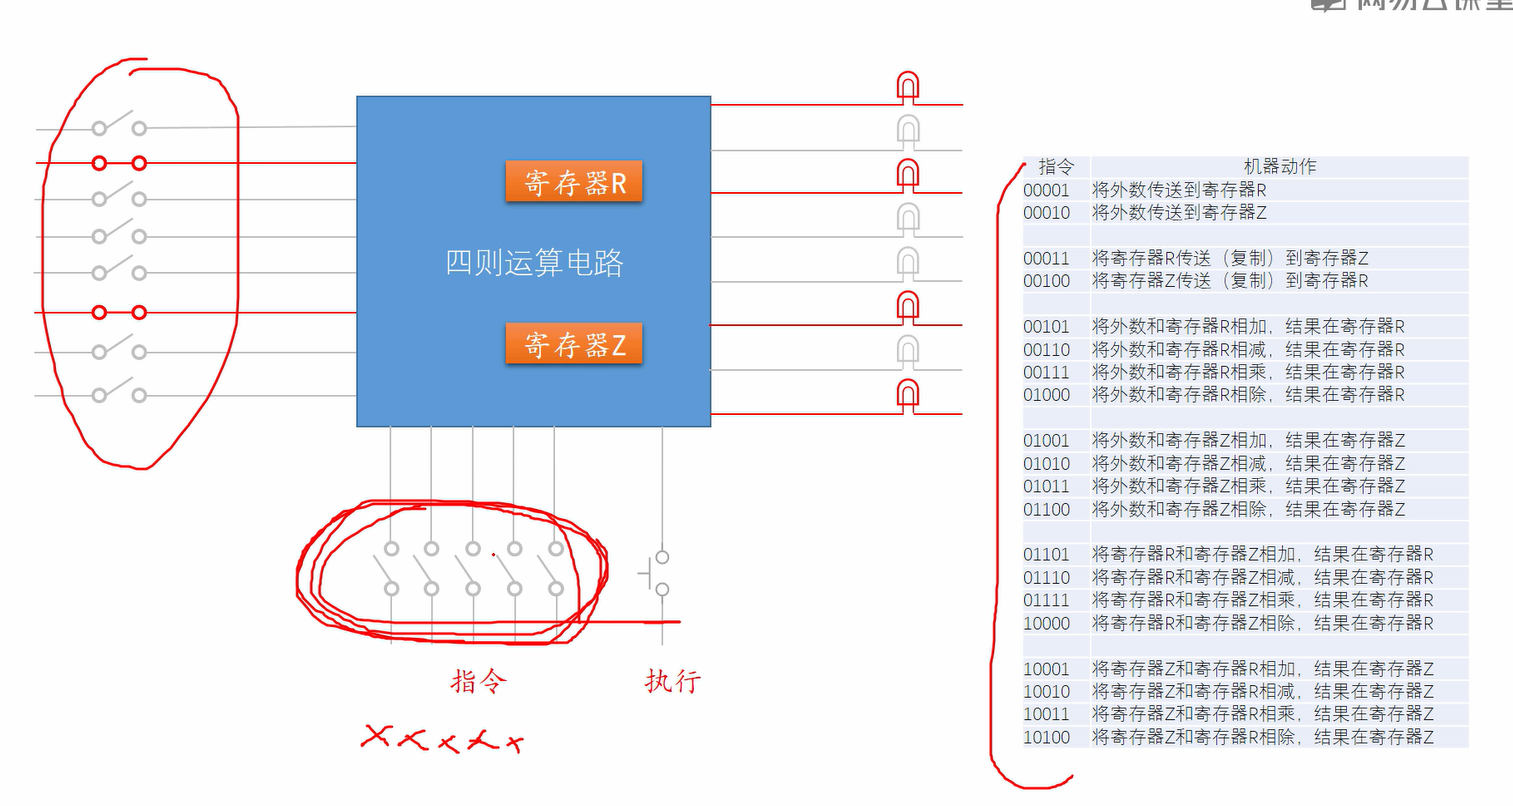 寄存器R
四则运算电路
寄存器Z
指令
执行
×××××
指令 机器动作
00001 将外数传送到寄存器R
00010 将外数传送到寄存器Z
00011 将寄存器R传送（复制）到寄存器Z
00100 将寄存器Z传送（复制）到寄存器R
00101 将外数和寄存器R相加，结果在寄存器R
00110 将外数和寄存器R相减，结果在寄存器R
00111 将外数和寄存器R相乘，结果在寄存器R
01000 将外数和寄存器R相除，结果在寄存器R
01001 将外数和寄存器Z相加，结果在寄存器Z
01010 将外数和寄存器Z相减，结果在寄存器Z
01011 将外数和寄存器Z相乘，结果在寄存器Z
01100 将外数和寄存器Z相除，结果在寄存器Z
01101 将寄存器R和寄存器Z相加，结果在寄存器R
01110 将寄存器R和寄存器Z相减，结果在寄存器R
01111 将寄存器R和寄存器Z相乘，结果在寄存器R
10000 将寄存器R和寄存器Z相除，结果在寄存器R
10001 将寄存器Z和寄存器R相加，结果在寄存器Z
10010 将寄存器Z和寄存器R相减，结果在寄存器Z
10011 将寄存器Z和寄存器R相乘，结果在寄存器Z
10100 将寄存器Z和寄存器R相除，结果在寄存器Z